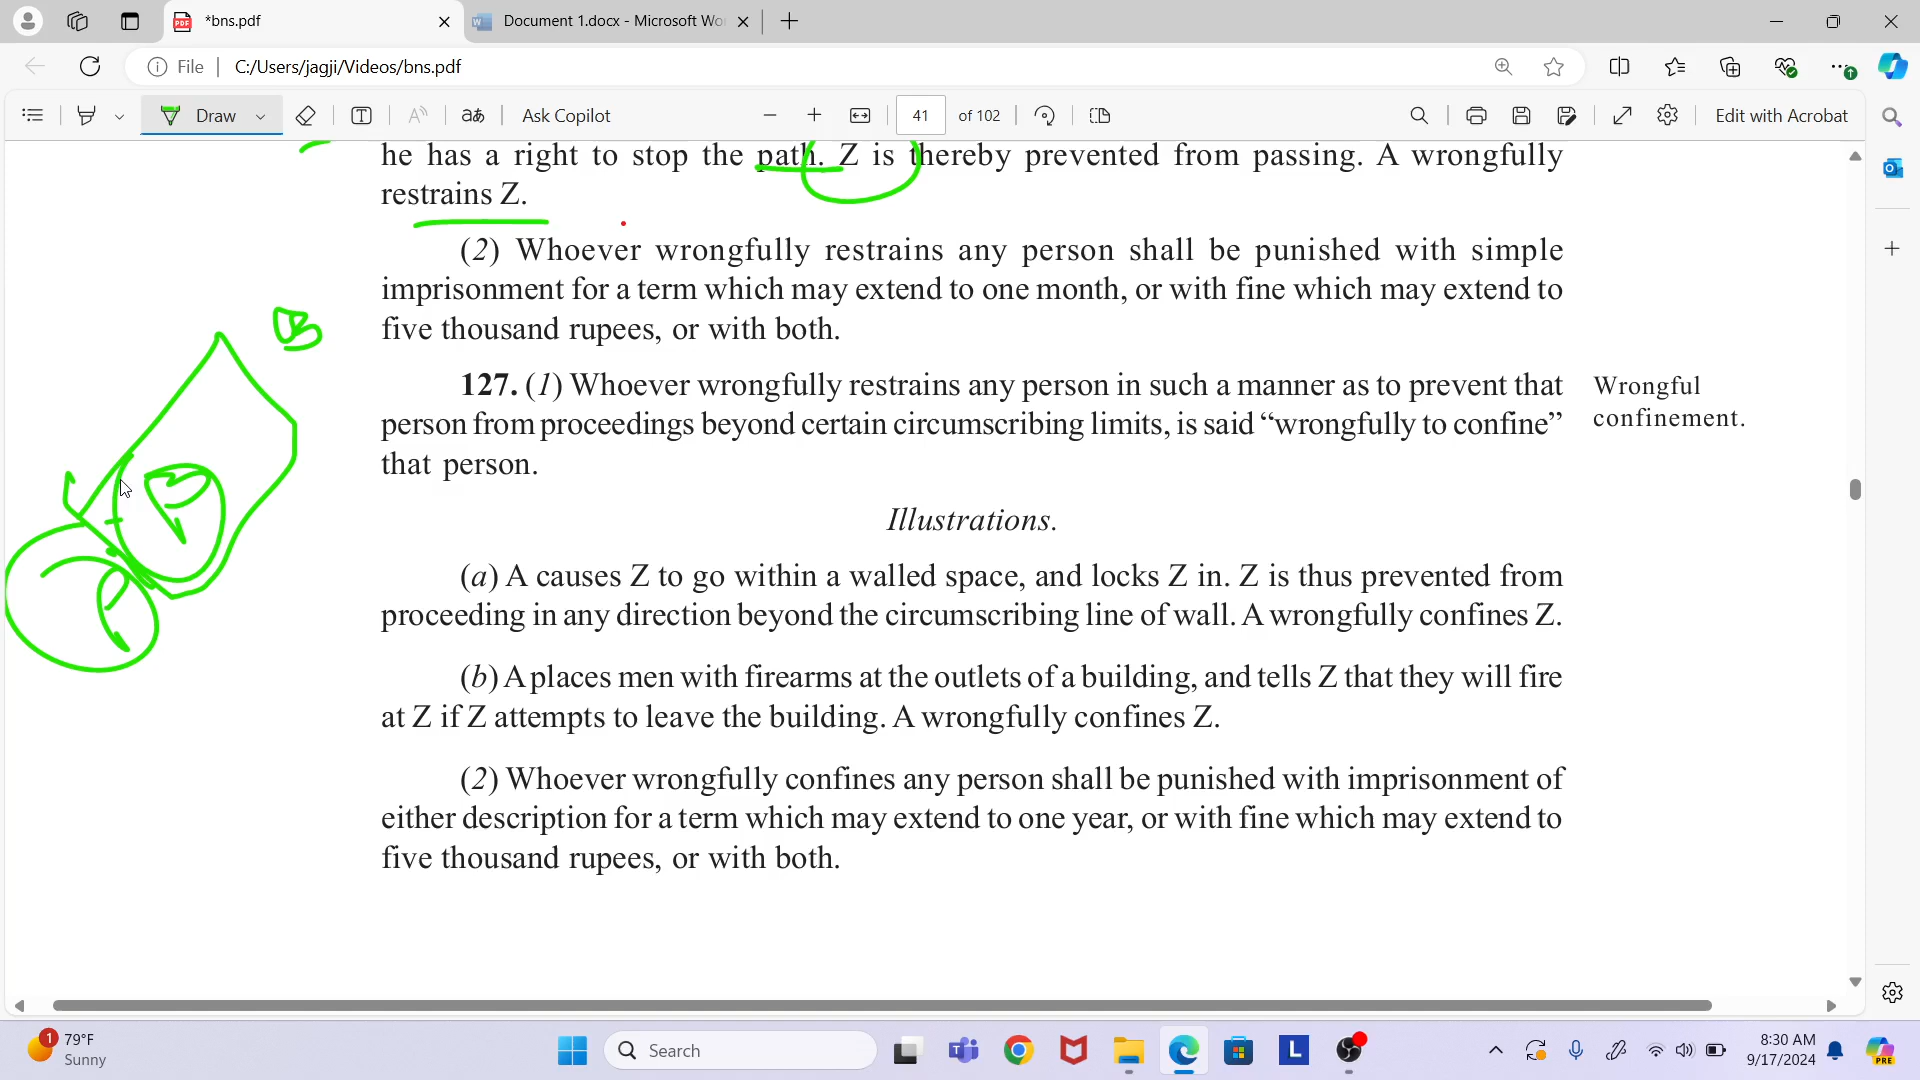 *bns.pdf
Document 1.docx - Microsoft Wo
File
C:/Users/jagji/Videos/bns.pdf
Draw
Ask Copilot
41
of 102
Edit with Acrobat
he has a right to stop the path. Z is thereby prevented from passing. A wrongfully
restrains Z.
(2) Whoever wrongfully restrains any person shall be punished with simple
imprisonment for a term which may extend to one month, or with fine which may extend to
five thousand rupees, or with both.
127. (1) Whoever wrongfully restrains any person in such a manner as to prevent that
person from proceedings beyond certain circumscribing limits, is said “wrongfully to confine”
that person.
Wrongful
confinement.
Illustrations.
(a) A causes Z to go within a walled space, and locks Z in. Z is thus prevented from
proceeding in any direction beyond the circumscribing line of wall. A wrongfully confines Z.
(b) A places men with firearms at the outlets of a building, and tells Z that they will fire
at Z if Z attempts to leave the building. A wrongfully confines Z.
(2) Whoever wrongfully confines any person shall be punished with imprisonment of
either description for a term which may extend to one year, or with fine which may extend to
five thousand rupees, or with both.
B
1
79°F
Sunny
Search
L
PRE
8:30 AM
9/17/2024